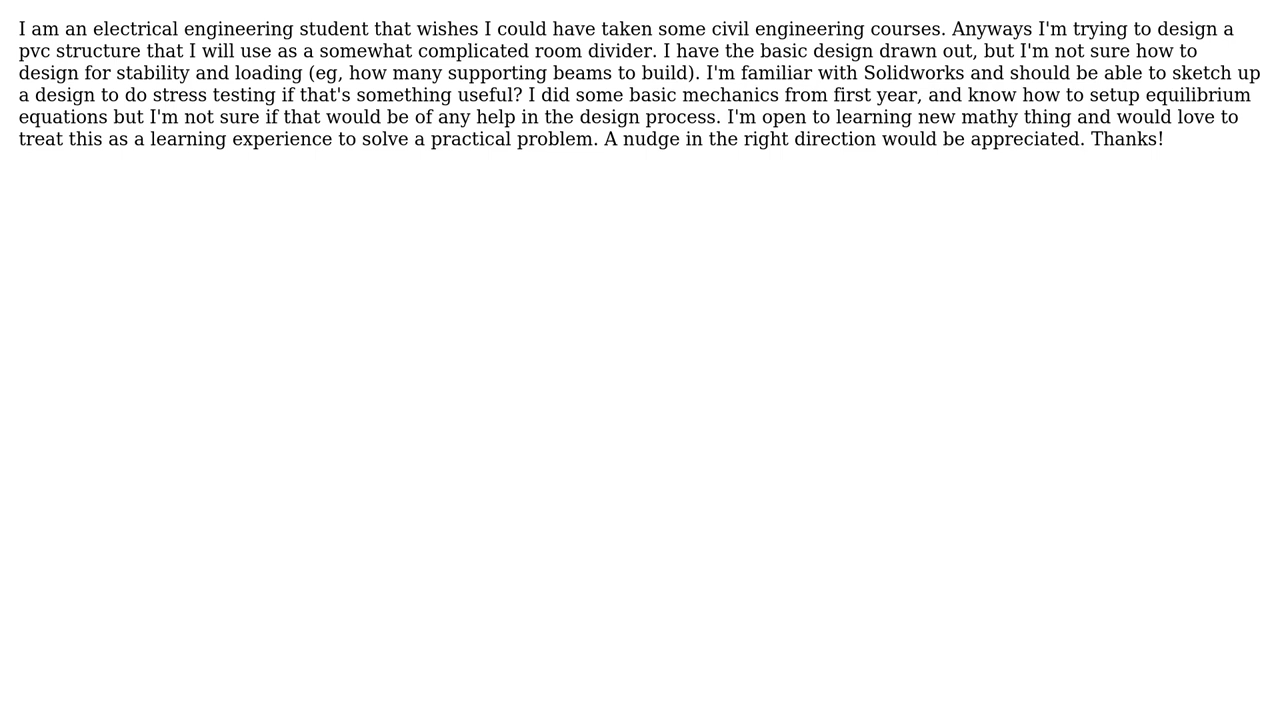 I am an electrical engineering student that wishes I could have taken some civil engineering courses. Anyways I'm trying to design a
pvc structure that I will use as a somewhat complicated room divider. I have the basic design drawn out, but I'm not sure how to
design for stability and loading (eg, how many supporting beams to build). I'm familiar with Solidworks and should be able to sketch up
a design to do stress testing if that's something useful? I did some basic mechanics from first year, and know how to setup equilibrium
equations but I'm not sure if that would be of any help in the design process. I'm open to learning new mathy thing and would love to
treat this as a learning experience to solve a practical problem. A nudge in the right direction would be appreciated. Thanks!